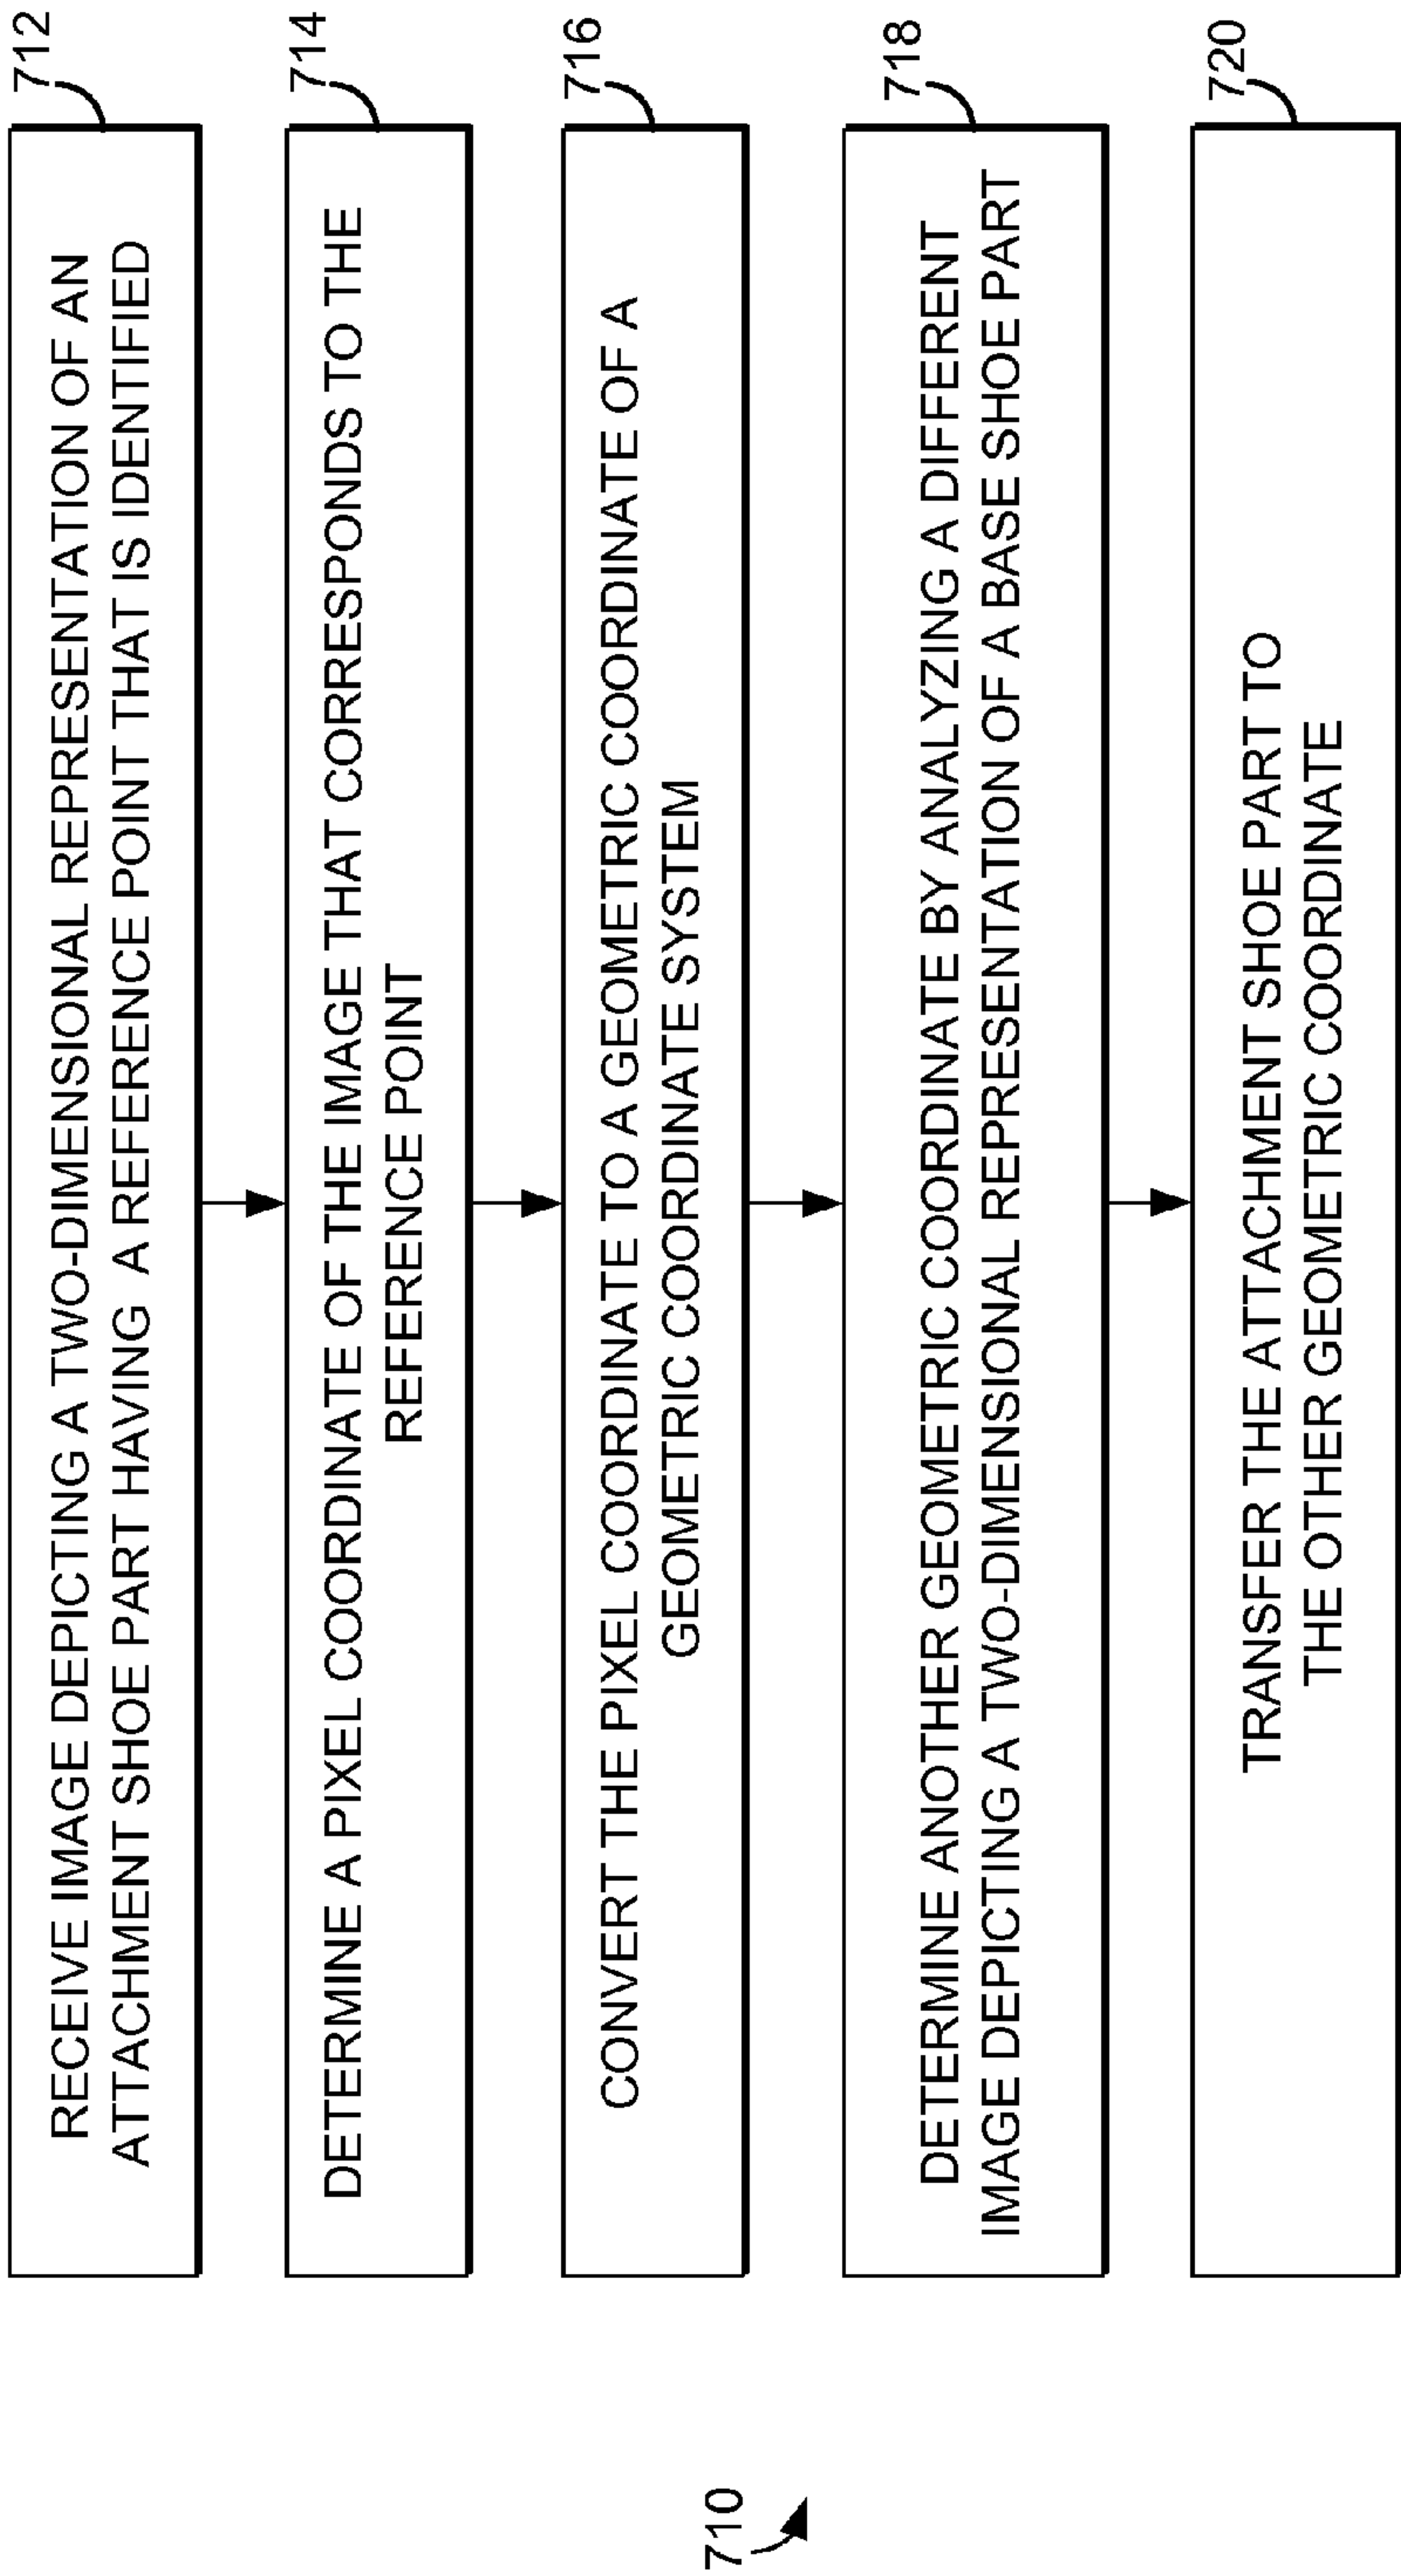 710
712
RECEIVE IMAGE DEPICTING A TWO-DIMENSIONAL REPRESENTATION OF AN
ATTACHMENT SHOE PART HAVING A REFERENCE POINT THAT IS IDENTIFIED
714
DETERMINE A PIXEL COORDINATE OF THE IMAGE THAT CORRESPONDS TO THE
REFERENCE POINT
716
CONVERT THE PIXEL COORDINATE TO A GEOMETRIC COORDINATE OF A
GEOMETRIC COORDINATE SYSTEM
718
DETERMINE ANOTHER GEOMETRIC COORDINATE BY ANALYZING A DIFFERENT
IMAGE DEPICTING A TWO-DIMENSIONAL REPRESENTATION OF A BASE SHOE PART
720
TRANSFER THE ATTACHMENT SHOE PART TO
THE OTHER GEOMETRIC COORDINATE